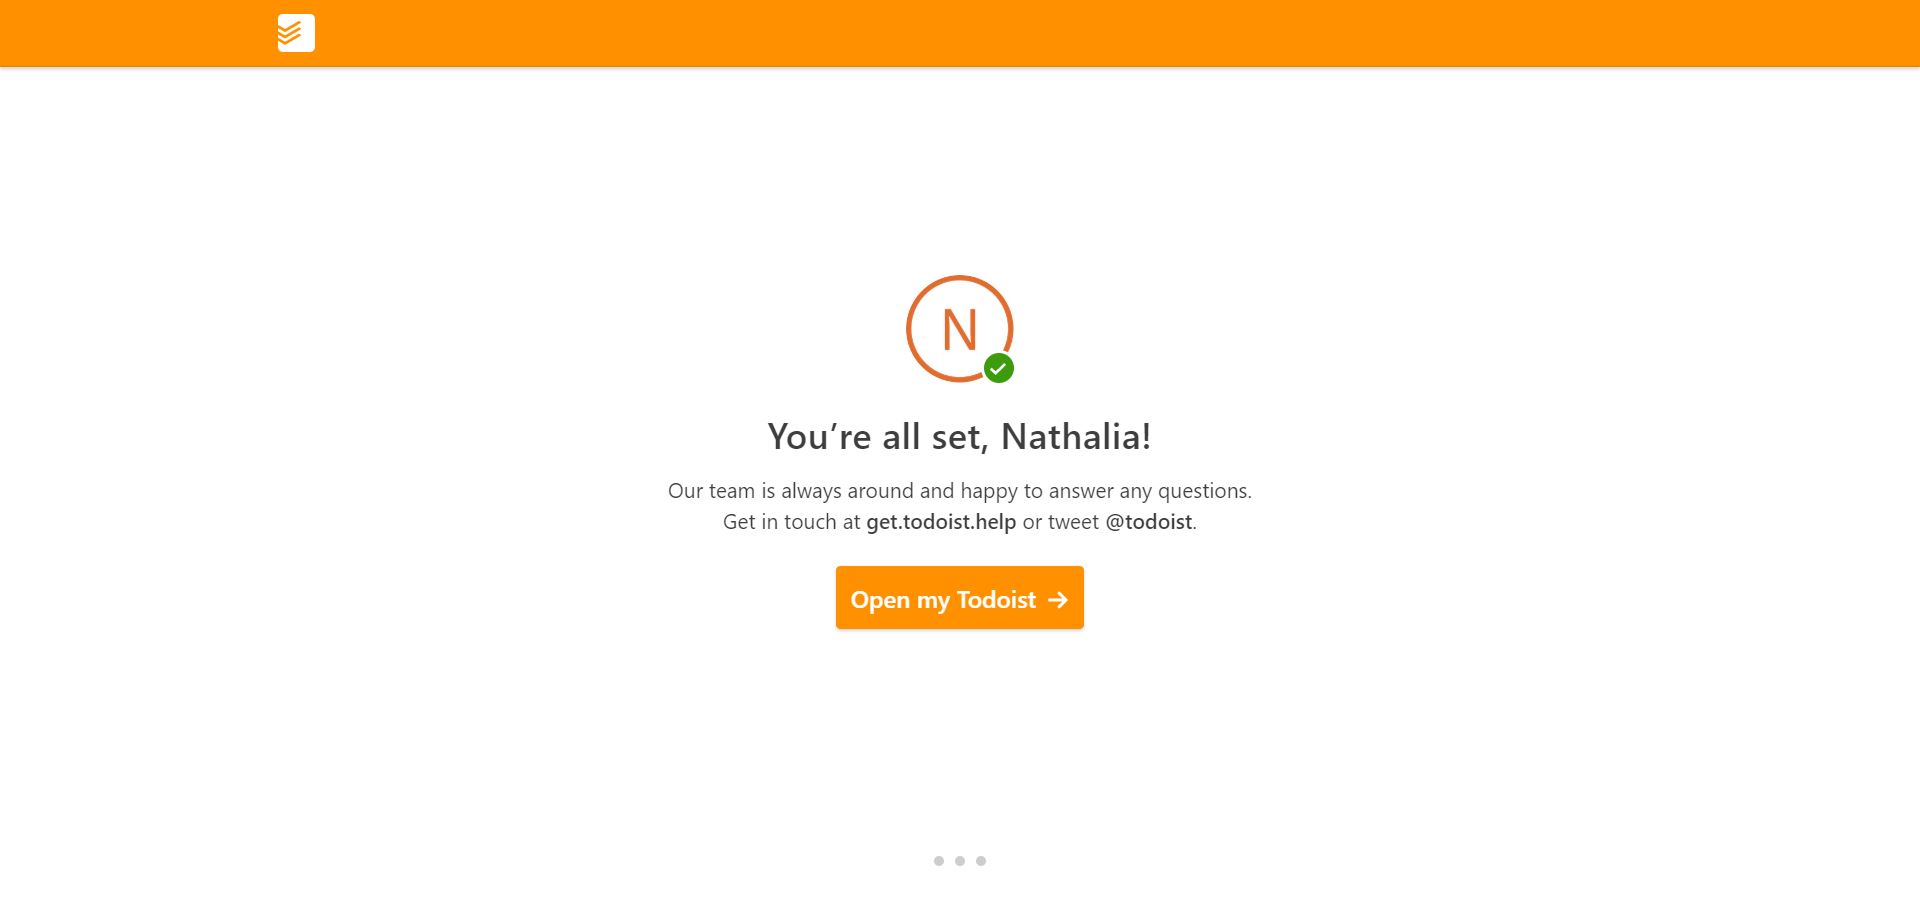 N
You’re all set, Nathalia!
Our team is always around and happy to answer any questions.
Get in touch at get.todoist.help or tweet @todoist.
Open my Todoist →